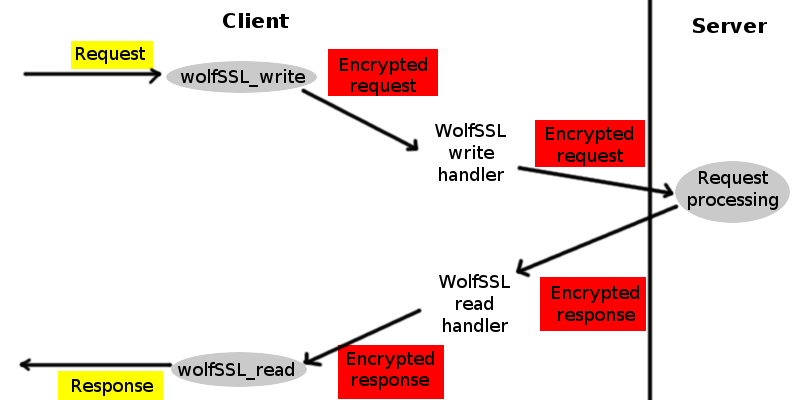 Client
Server
Request
wolfSSL_write
Encrypted
request
WolfSSL
write
handler
Encrypted
request
Request
processing
WolfSSL
read
handler
Encrypted
response
Encrypted
response
wolfSSL_read
Response